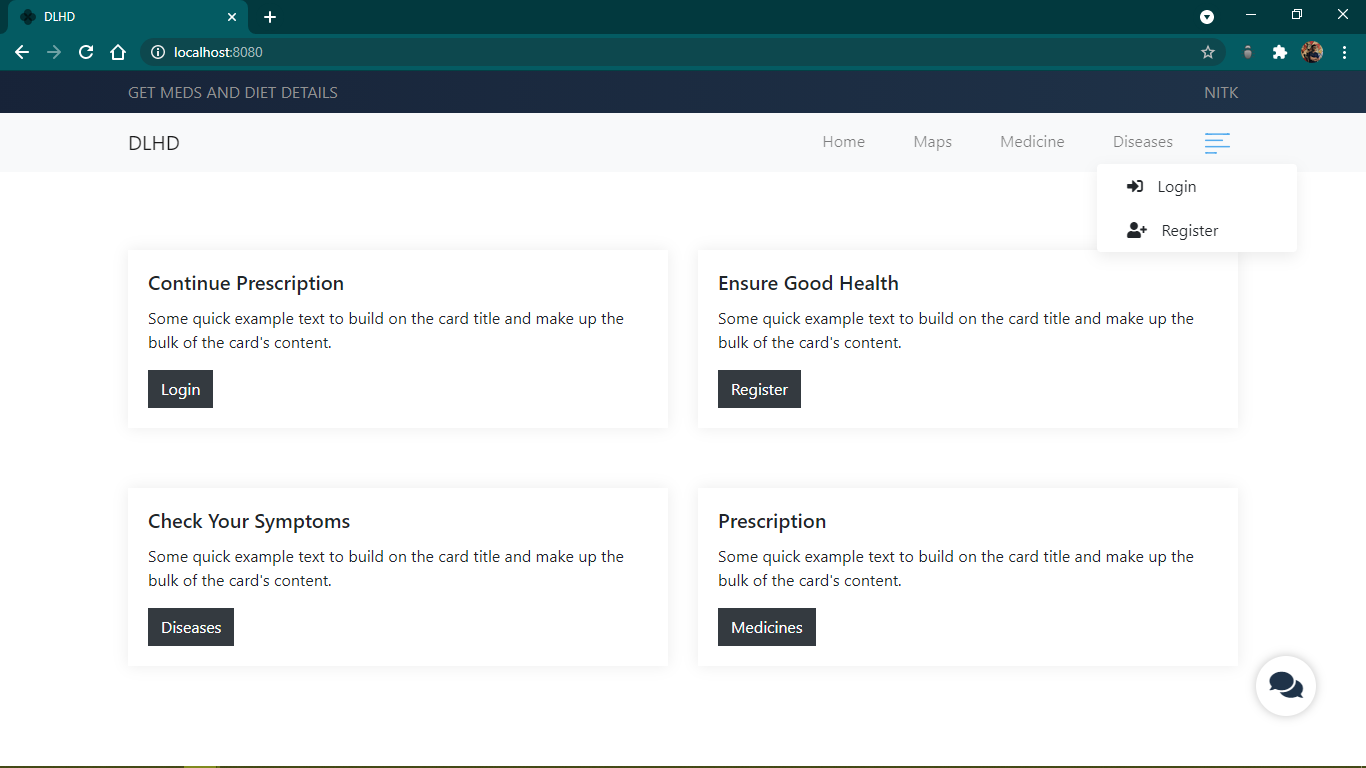 DLHD
localhost:8080
GET MEDS AND DIET DETAILS
NITK
DLHD
Home
Maps
Medicine
Diseases
Login
Register
Continue Prescription
Some quick example text to build on the card title and make up the
bulk of the card's content.
Login
Ensure Good Health
Some quick example text to build on the card title and make up the
bulk of the card's content.
Register
Check Your Symptoms
Some quick example text to build on the card title and make up the
bulk of the card's content.
Diseases
Prescription
Some quick example text to build on the card title and make up the
bulk of the card's content.
Medicines